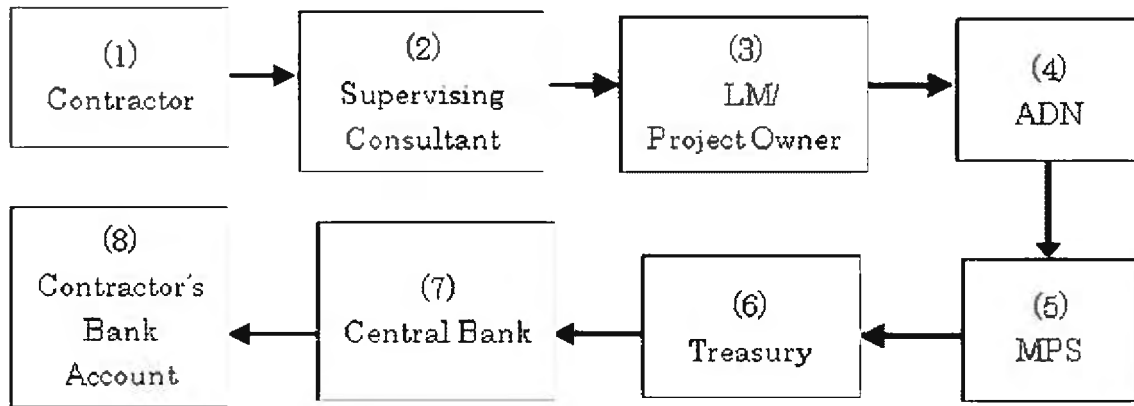 (1)
Contractor
(2)
Supervising
Consultant
(3)
LM/
Project Owner
(4)
ADN
(5)
MPS
(6)
Treasury
(7)
Central Bank
(8)
Contractor's
Bank
Account